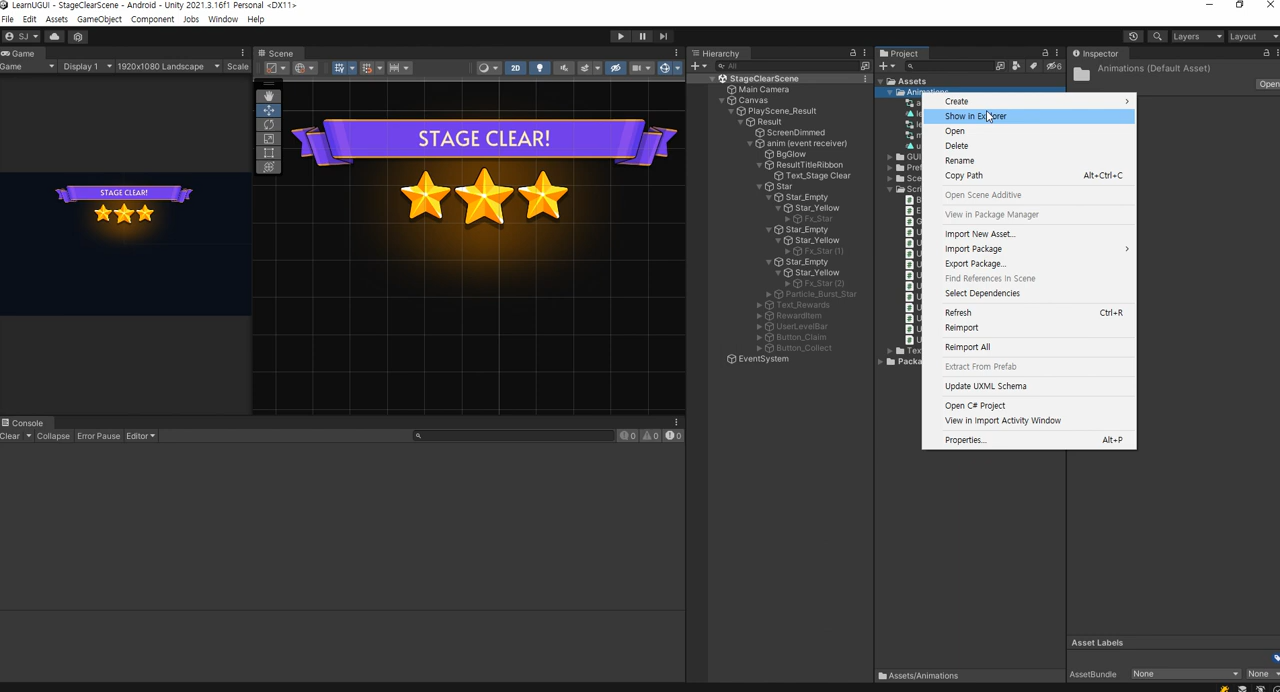 LearnUGUI - StageClearScene - Android - Unity 2021.3.16f1 Personal <DX11>
File Edit Assets GameObject Component Jobs Window Help
SJ Layers Layout
Game
Game Display 1 1920x1080 Landscape Scale
STAGE CLEAR!
Scene
2D
STAGE CLEAR!
Console
Clear Collapse Error Pause Editor 0 0 0
Hierarchy
All
StageClearScene
Main Camera
Canvas
PlayScene_Result
Result
ScreenDimmed
anim (event receiver)
BgGlow
ResultTitleRibbon
Text_Stage Clear
Star
Star_Empty
Star_Yellow
Fx_Star
Star_Empty
Star_Yellow
Fx_Star (1)
Star_Empty
Star_Yellow
Fx_Star (2)
Particle_Burst_Star
Text_Rewards
RewardItem
UserLevelBar
Button_Claim
Button_Collect
EventSystem
Project
6
Assets
Animations
GUI
Pre
Sce
Scri
Tex
Packa
Create
Show in Explorer
Open
Delete
Rename
Copy Path Alt+Ctrl+C
Open Scene Additive
View in Package Manager
Import New Asset...
Import Package
Export Package...
Find References In Scene
Select Dependencies
Refresh Ctrl+R
Reimport
Reimport All
Extract From Prefab
Update UXML Schema
Open C# Project
View in Import Activity Window
Properties... Alt+P
Assets/Animations
Inspector
Animations (Default Asset)
Open
Asset Labels
AssetBundle None None